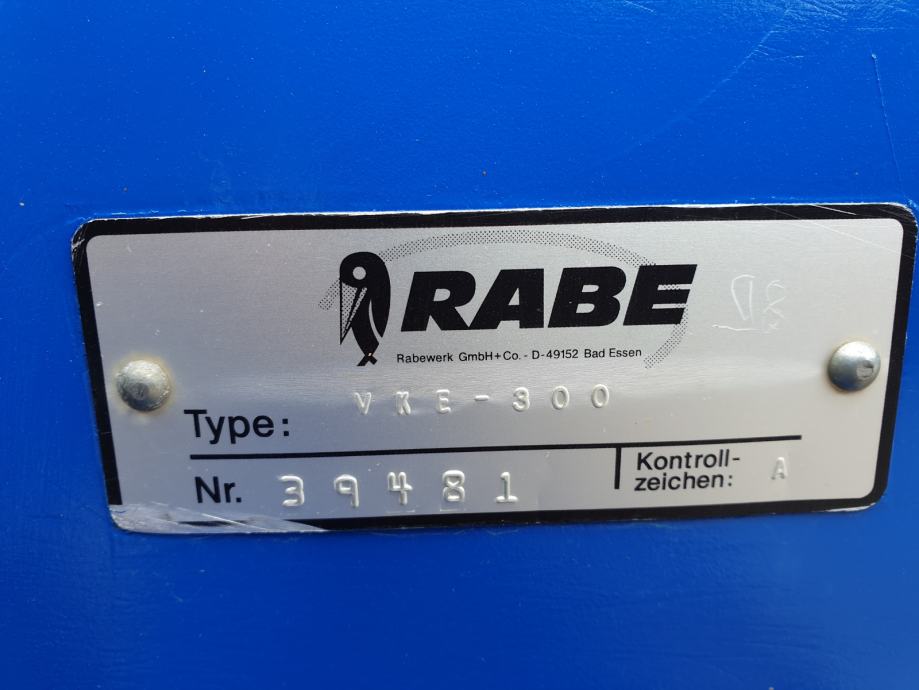 RABE
Rabewerk GmbH+Co. - D-49152 Bad Essen
Type: VKE-300
Nr. 39481
Kontroll-
zeichen: A